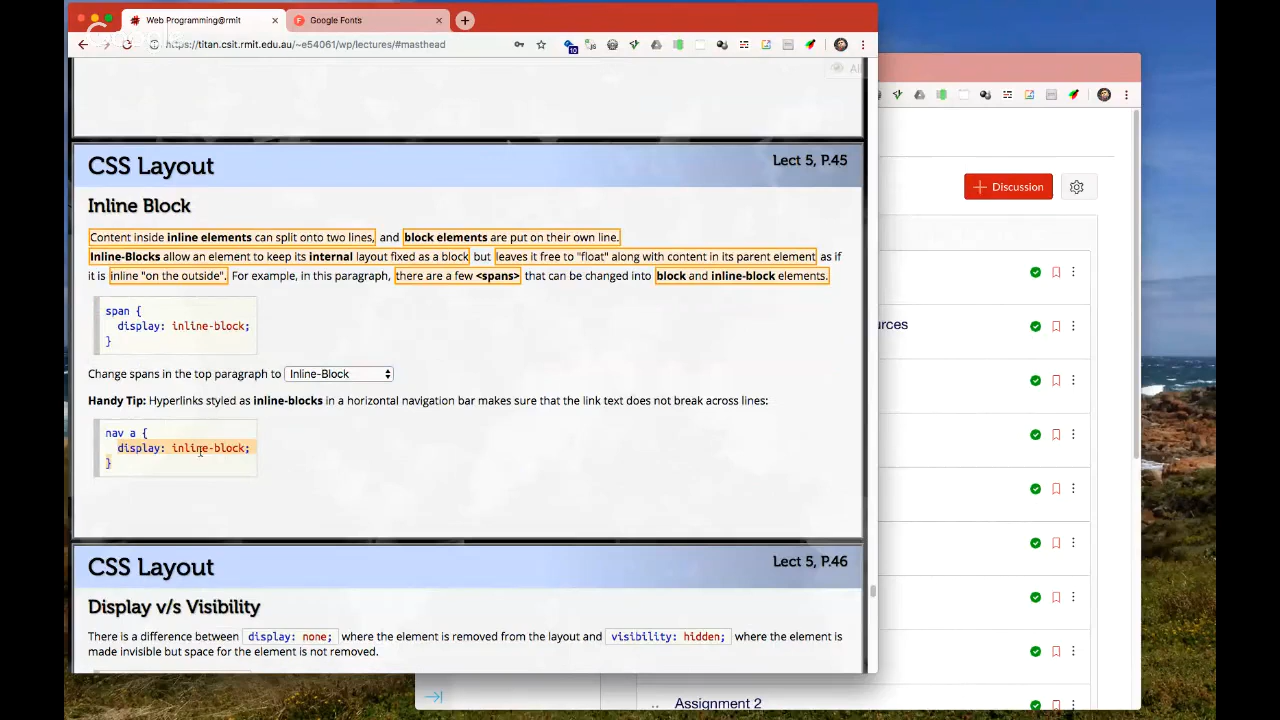 Web Programming@rmit
Google Fonts
https://titan.csit.rmit.edu.au/~e54061/wp/lectures/#masthead
10
All
CSS Layout
Lect 5, P.45
Inline Block
Content inside inline elements can split onto two lines, and block elements are put on their own line.
Inline-Blocks allow an element to keep its internal layout fixed as a block but leaves it free to "float" along with content in its parent element as if
it is inline "on the outside". For example, in this paragraph, there are a few <spans> that can be changed into block and inline-block elements.
span {
display: inline-block;
}
Change spans in the top paragraph to Inline-Block
Handy Tip: Hyperlinks styled as inline-blocks in a horizontal navigation bar makes sure that the link text does not break across lines:
nav a {
display: inline-block;
}
CSS Layout
Lect 5, P.46
Display v/s Visibility
There is a difference between display: none; where the element is removed from the layout and visibility: hidden; where the element is
made invisible but space for the element is not removed.
+ Discussion
urces
Assignment 2